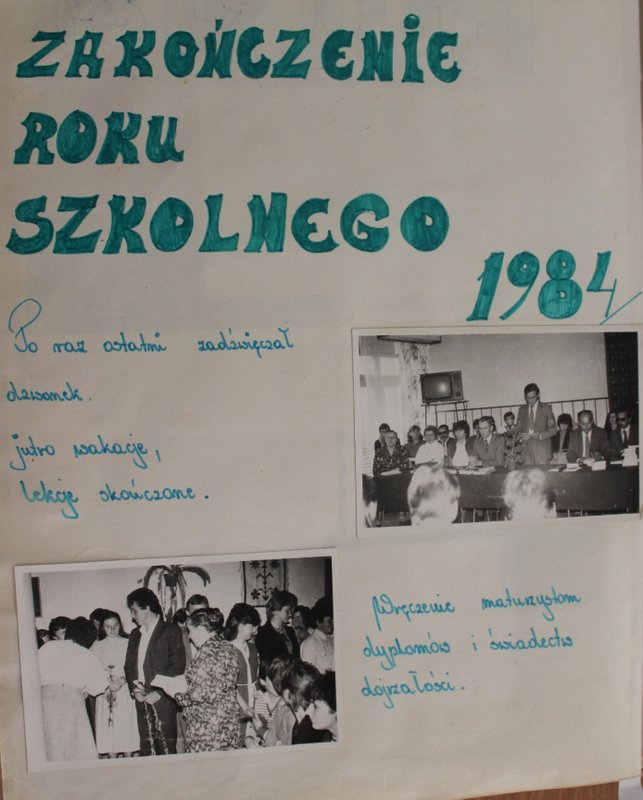 ZAKOŃCZENIE
ROKU
SZKOLNEGO
1984
Po raz ostatni zadźwięczał
dzwonek.
jutro wakacje,
lekcje skończone.
Wręczenie maturzystom
dyplomów i świadectw
dojrzałości.